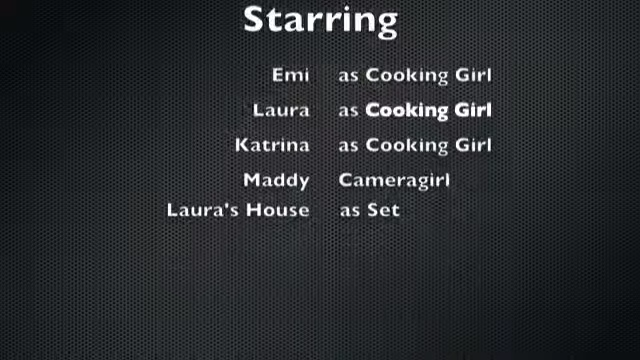 Starring
Emi as Cooking Girl
Laura as Cooking Girl
Katrina as Cooking Girl
Maddy Cameragirl
Laura's House as Set